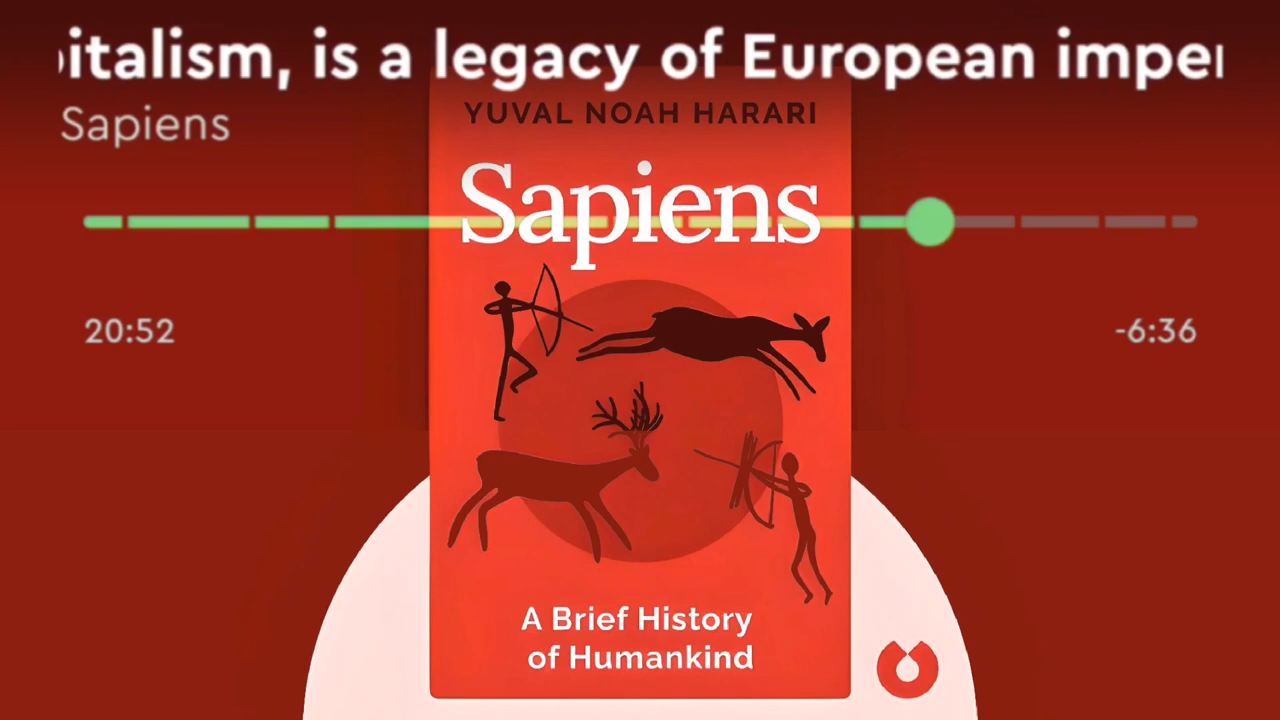 italism, is a legacy of European impe
Sapiens
YUVAL NOAH HARARI
Sapiens
20:52
-6:36
A Brief History
of Humankind